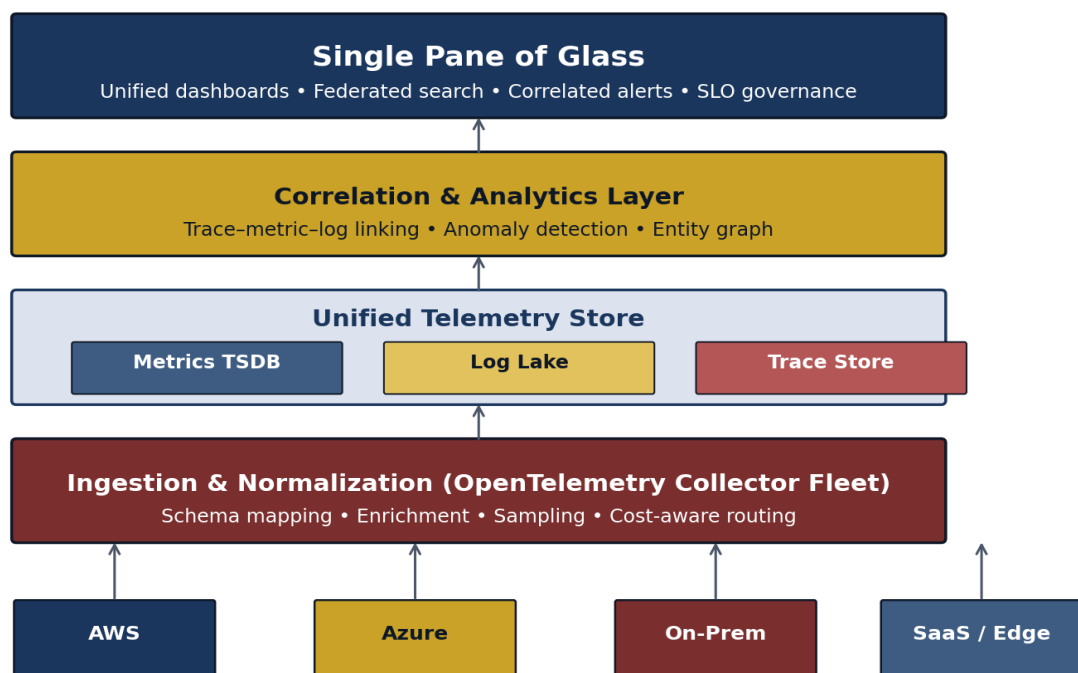 Single Pane of Glass
Unified dashboards • Federated search • Correlated alerts • SLO governance
Correlation & Analytics Layer
Trace–metric–log linking • Anomaly detection • Entity graph
Unified Telemetry Store
Metrics TSDB
Log Lake
Trace Store
Ingestion & Normalization (OpenTelemetry Collector Fleet)
Schema mapping • Enrichment • Sampling • Cost-aware routing
AWS
Azure
On-Prem
SaaS / Edge